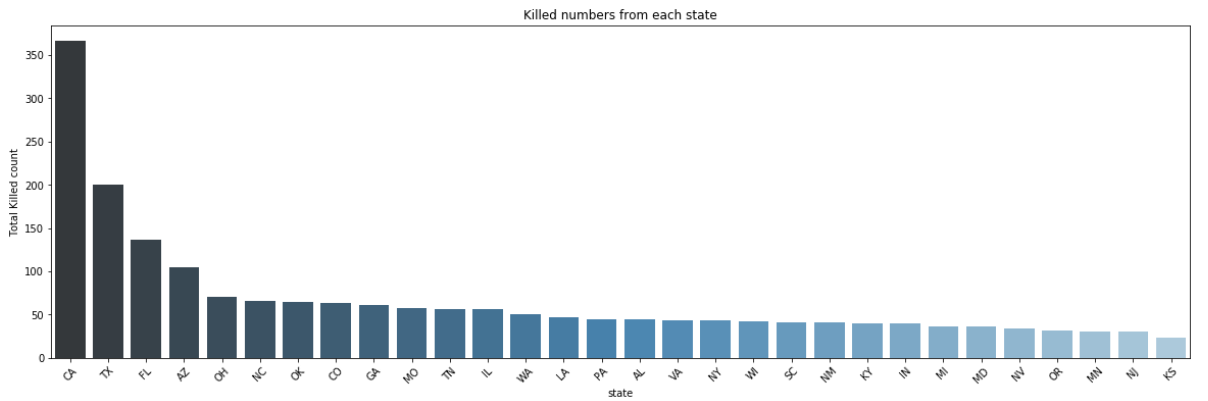 Killed numbers from each state
Total Killed count
350
300
250
200
150
100
50
0
CA TX FL AZ OH NC OK CO GA MO TN IL WA LA PA AL VA NY WI SC NM KY IN MI MD NV OR MN NJ KS
state